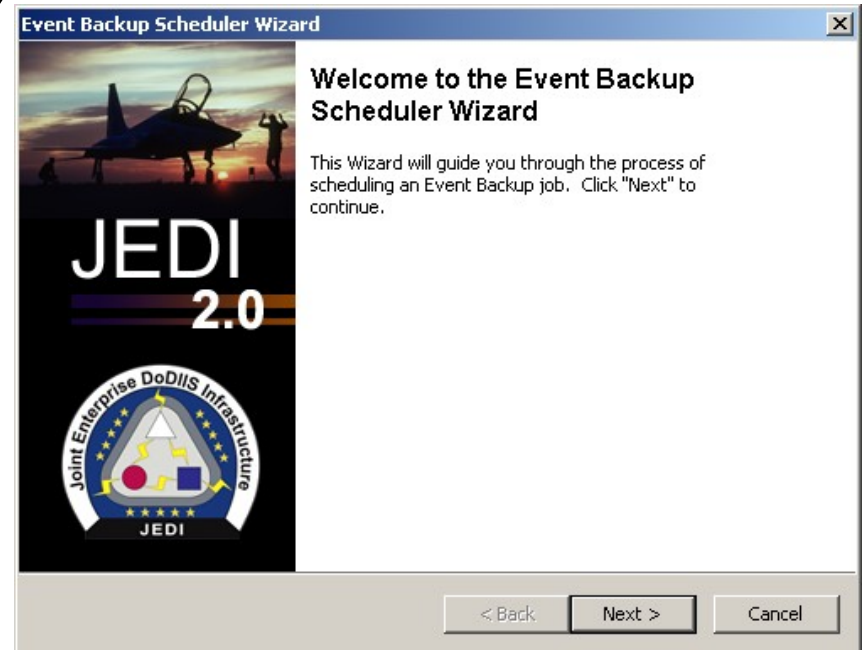 Event Backup Scheduler Wizard
Welcome to the Event Backup
Scheduler Wizard
This Wizard will guide you through the process of
scheduling an Event Backup job. Click "Next" to
continue.
JEDI
2.0
Joint Enterprise DoDIIS Infrastructure
JEDI
< Back
Next >
Cancel